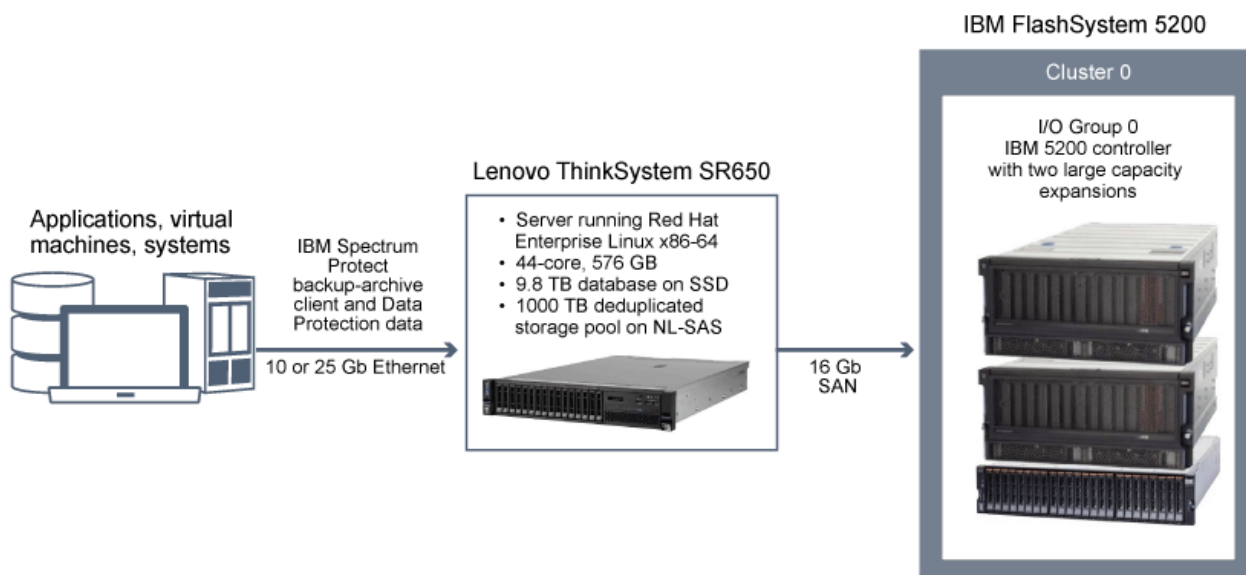 IBM FlashSystem 5200
Cluster 0
I/O Group 0
IBM 5200 controller
with two large capacity
expansions
Lenovo ThinkSystem SR650
• Server running Red Hat
Enterprise Linux x86-64
• 44-core, 576 GB
• 9.8 TB database on SSD
• 1000 TB deduplicated
storage pool on NL-SAS
Applications, virtual
machines, systems
IBM Spectrum
Protect
backup-archive
client and Data
Protection data
10 or 25 Gb Ethernet
16 Gb
SAN